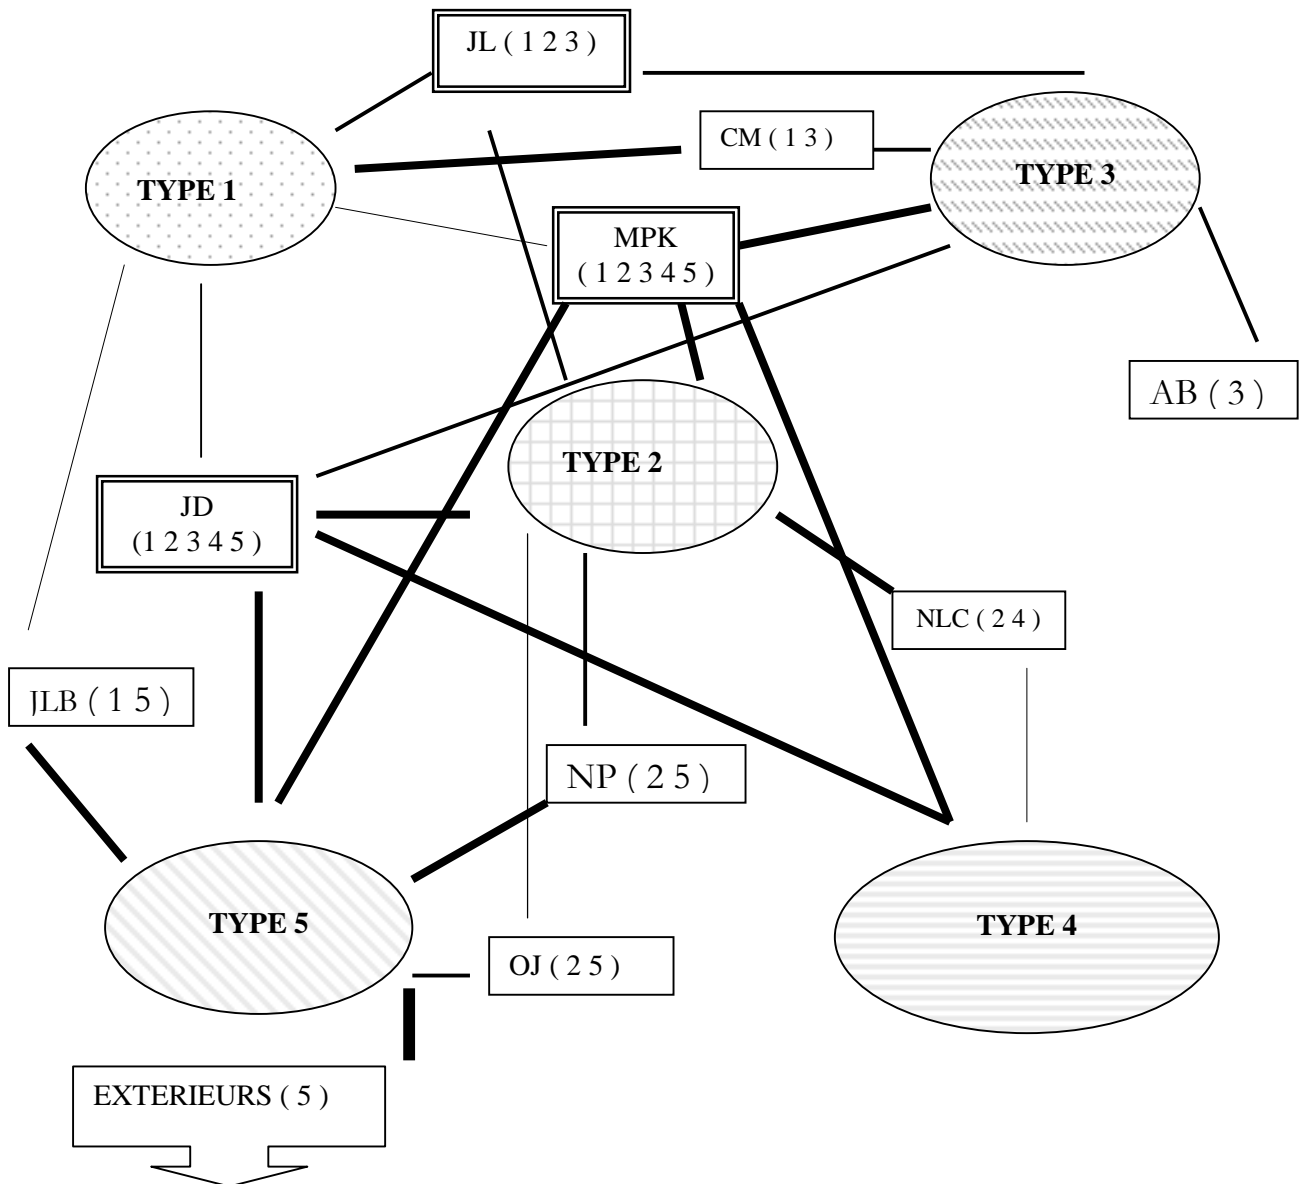 JL ( 1 2 3 )
CM ( 1 3 )
TYPE 1
TYPE 3
MPK
( 1 2 3 4 5 )
AB ( 3 )
TYPE 2
JD
(1 2 3 4 5 )
NLC ( 2 4 )
JLB ( 1 5 )
NP ( 2 5 )
TYPE 5
TYPE 4
OJ ( 2 5 )
EXTERIEURS ( 5 )